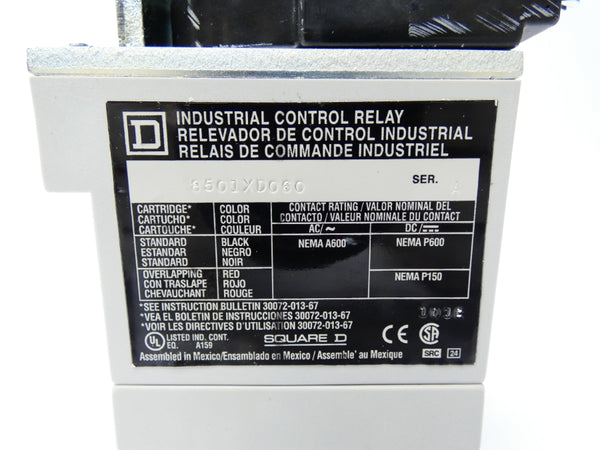 D
INDUSTRIAL CONTROL RELAY
RELEVADOR DE CONTROL INDUSTRIAL
RELAIS DE COMMANDE INDUSTRIEL
8501XDO60 SER. A
CARTRIDGE* COLOR CONTACT RATING / VALOR NOMINAL DEL
CARTUCHO* COLOR CONTACTO / VALEUR NOMINALE DU CONTACT
CARTOUCHE* COULEUR AC/∼ DC/⎓
STANDARD BLACK NEMA A600 NEMA P600
ESTANDAR NEGRO
STANDARD NOIR
OVERLAPPING RED NEMA P150
CON TRASLAPE ROJO
CHEVAUCHANT ROUGE
*SEE INSTRUCTION BULLETIN 30072-013-67
*VEA EL BOLETIN DE INSTRUCCIONES 30072-013-67
*VOIR LES DIRECTIVES D'UTILISATION 30072-013-67
UL LISTED IND. CONT. SQUARE D CE SA
EQ. A159 SRC 24
Assembled in Mexico/Ensamblado en Mexico/Assemble' au Mexique